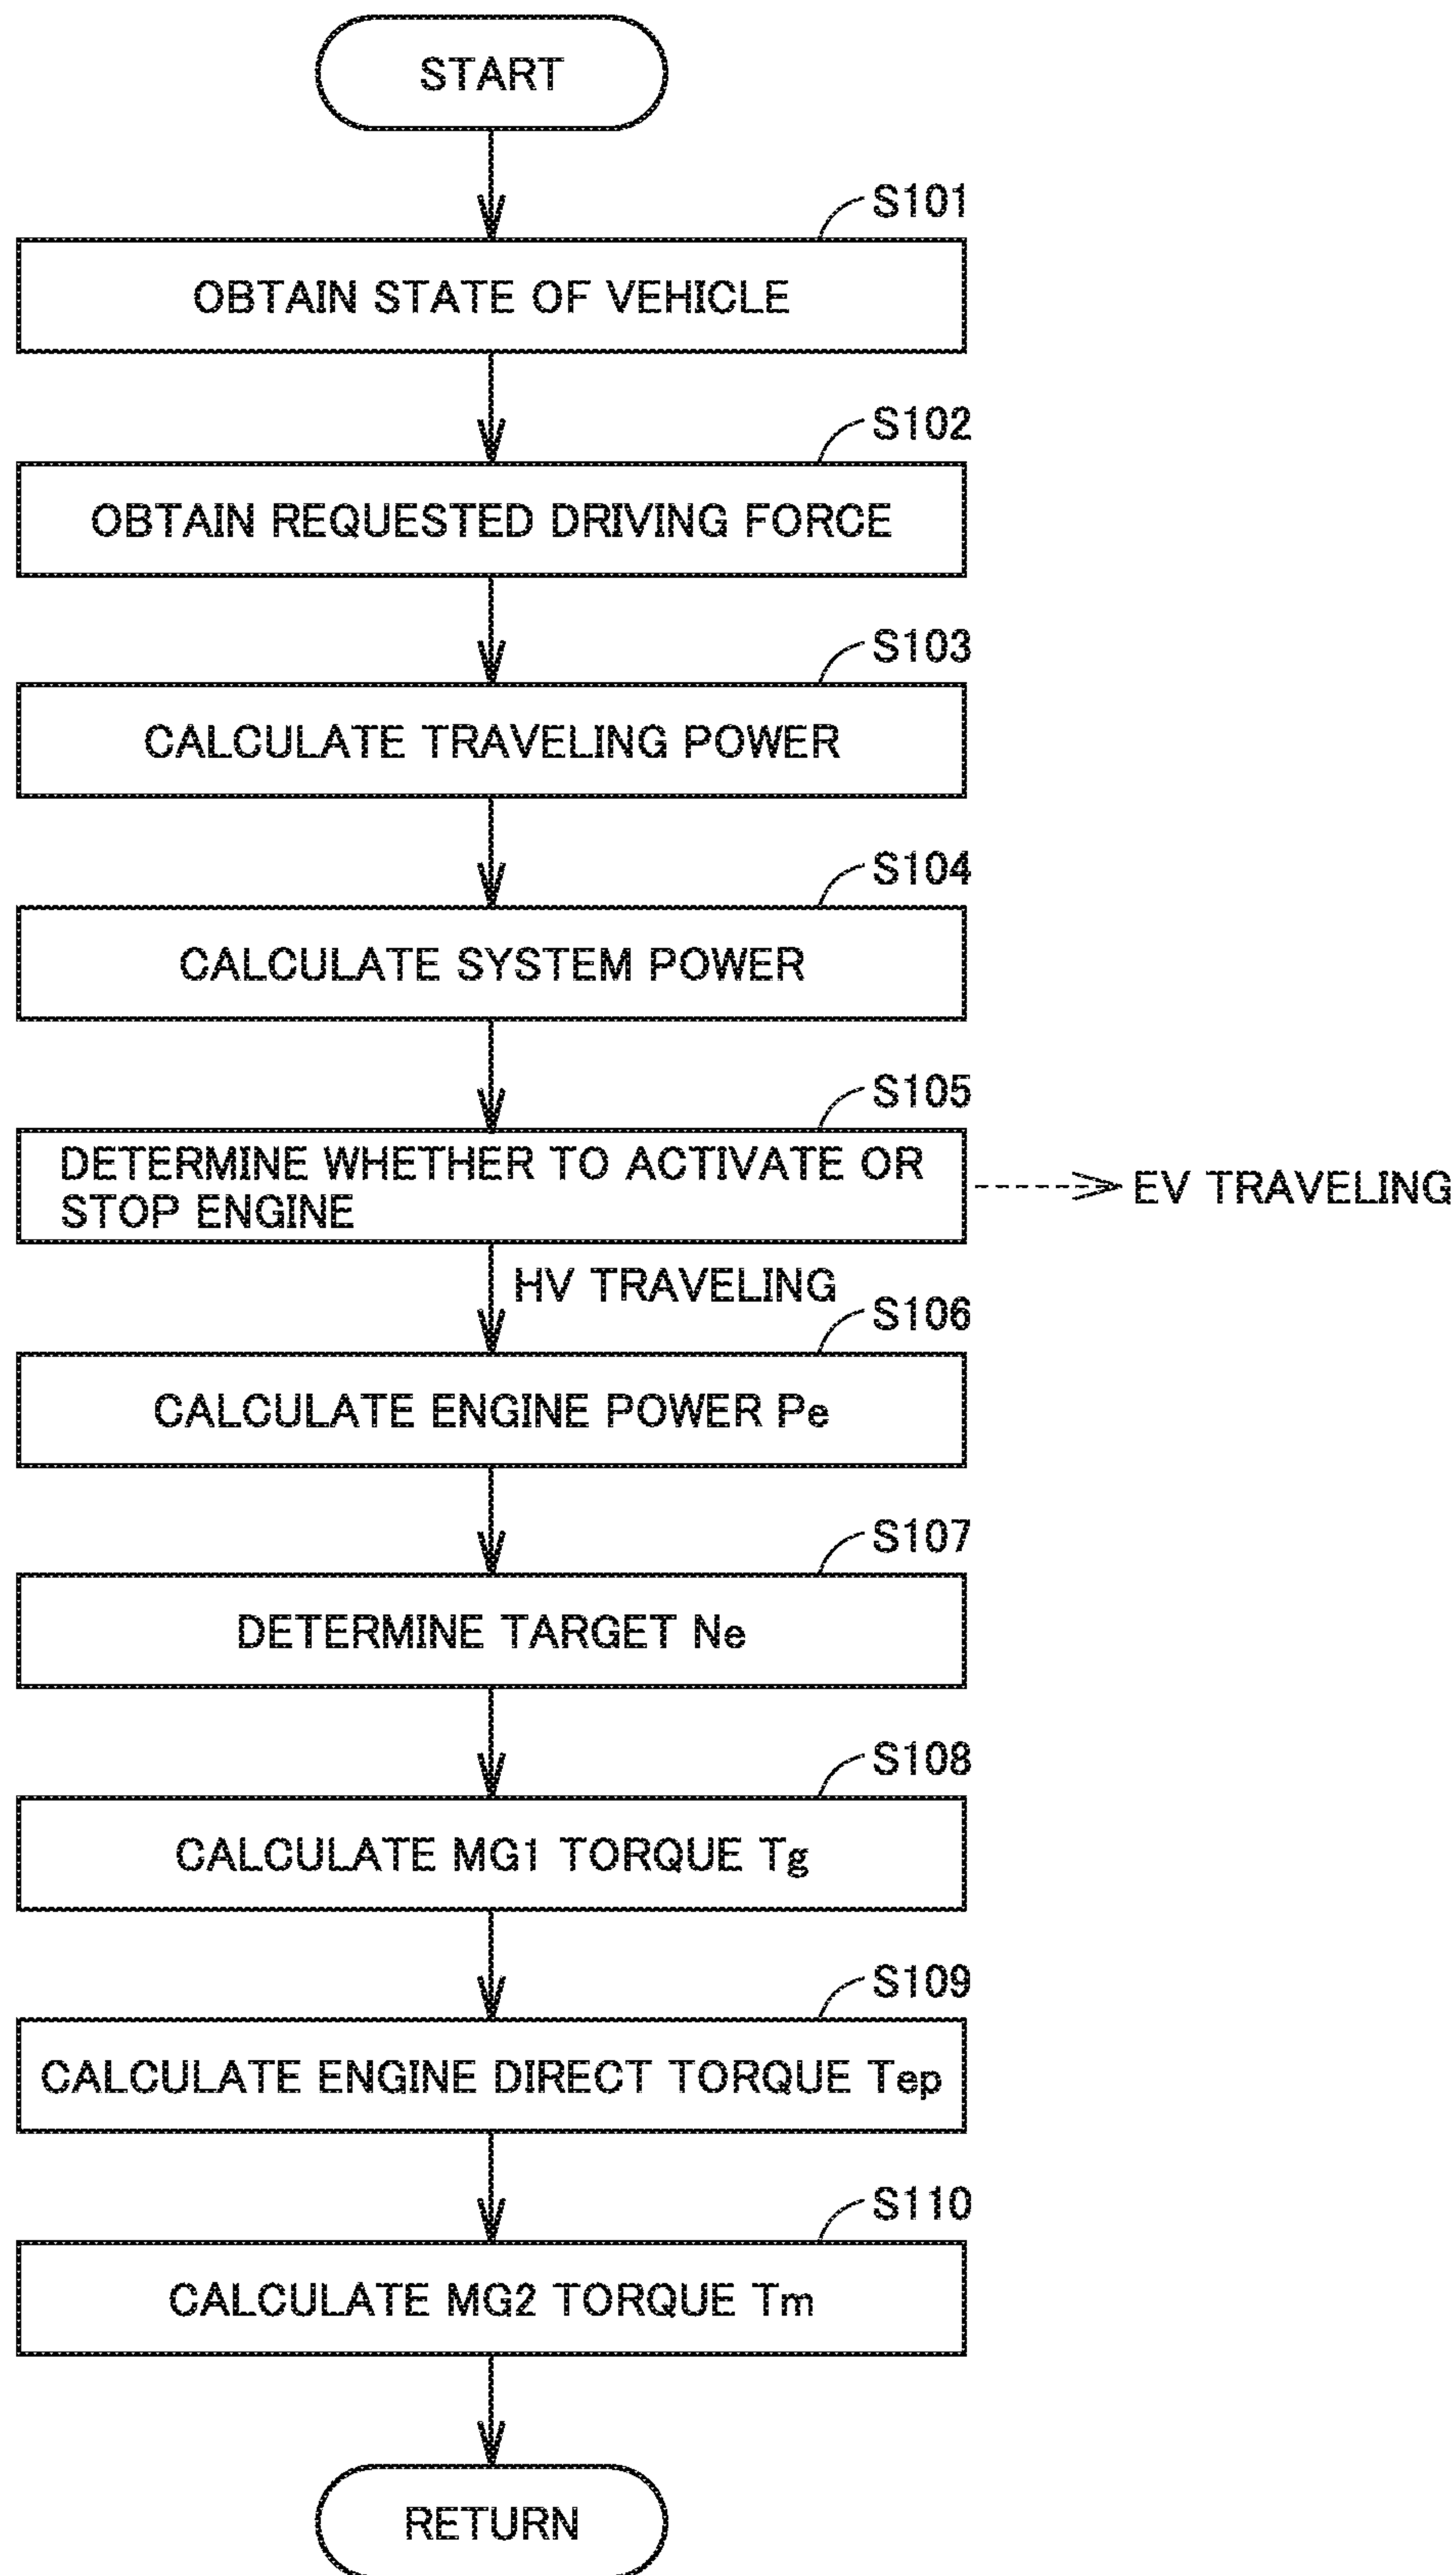 START
S101
OBTAIN STATE OF VEHICLE
S102
OBTAIN REQUESTED DRIVING FORCE
S103
CALCULATE TRAVELING POWER
S104
CALCULATE SYSTEM POWER
S105
DETERMINE WHETHER TO ACTIVATE OR
STOP ENGINE
EV TRAVELING
HV TRAVELING
S106
CALCULATE ENGINE POWER Pe
S107
DETERMINE TARGET Ne
S108
CALCULATE MG1 TORQUE Tg
S109
CALCULATE ENGINE DIRECT TORQUE Tep
S110
CALCULATE MG2 TORQUE Tm
RETURN